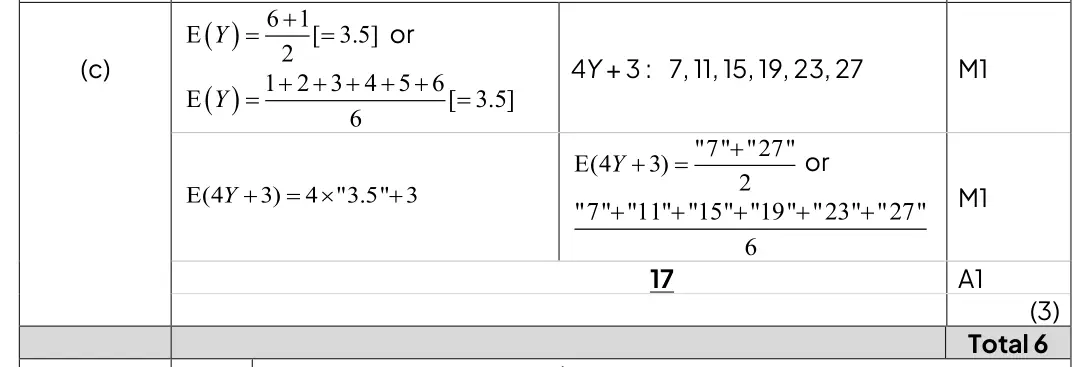 (c)
E(Y) = (6+1)/2 [= 3.5] or
E(Y) = (1+2+3+4+5+6)/6 [= 3.5]
4Y + 3 : 7, 11, 15, 19, 23, 27
M1
E(4Y + 3) = 4×"3.5"+3
E(4Y + 3) = ("7"+"27")/2 or
("7"+"11"+"15"+"19"+"23"+"27")/6
M1
17
A1
(3)
Total 6